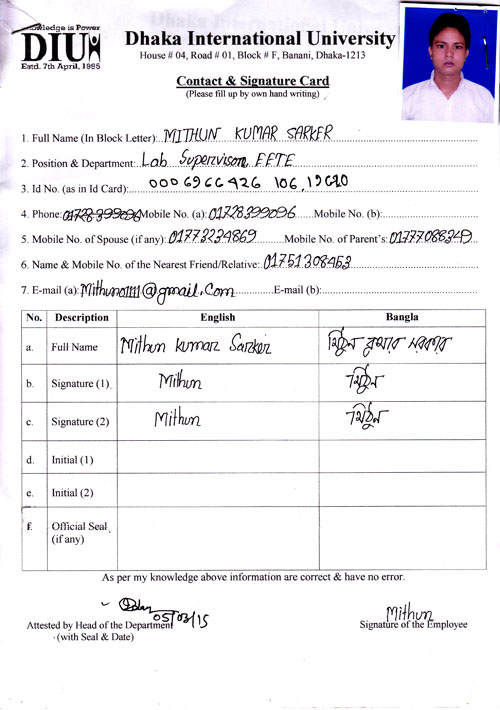 Knowledge is Power
DIU
Estd. 7th April, 1995
Dhaka International University
House # 04, Road # 01, Block # F, Banani, Dhaka-1213
Contact & Signature Card
(Please fill up by own hand writing)
1. Full Name (In Block Letter): MITHUN KUMAR SARKER
2. Position & Department: Lab Supervisor, EETE
3. Id No. (as in Id Card): 0006966426 106,19620
4. Phone: 01728399096 Mobile No. (a): 01728399096 Mobile No. (b):
5. Mobile No. of Spouse (if any): 01773234869 Mobile No. of Parent's: 01777088349
6. Name & Mobile No. of the Nearest Friend/Relative: 01751308453
7. E-mail (a): Mithun01111@gmail.com E-mail (b):
No. Description English Bangla
a. Full Name Mithun Kumar Sarker মিঠুন কুমার সরকার
b. Signature (1) Mithun মিঠুন
c. Signature (2) Mithun মিঠুন
d. Initial (1)
e. Initial (2)
f. Official Seal (if any)
As per my knowledge above information are correct & have no error.
05/03/15
Mithun
Attested by Head of the Department Signature of the Employee
(with Seal & Date)